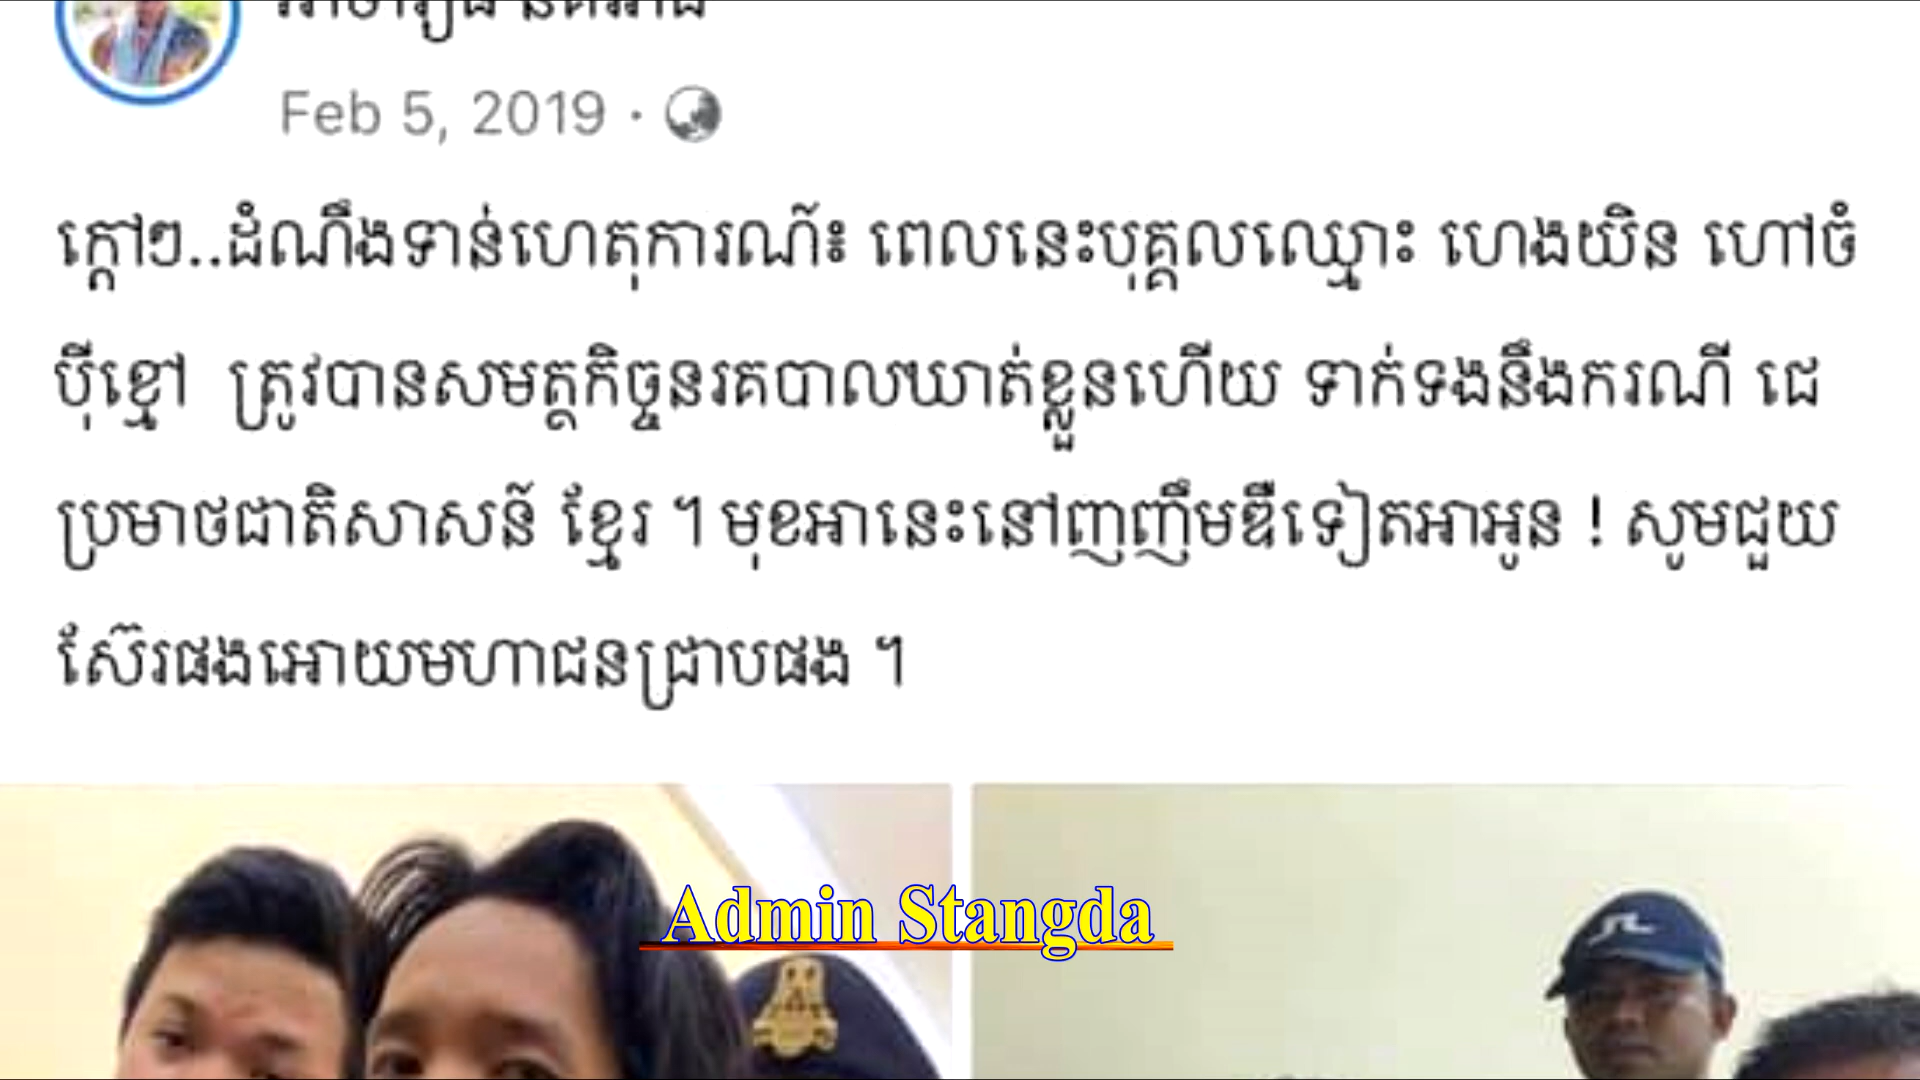 Feb 5, 2019 ·
ក្តៅៗ..ដំណឹងទាន់ហេតុការណ៍៖ ពេលនេះបុគ្គលឈ្មោះ ហេងយិន ហៅចំ
ប៉ីខ្មៅ ត្រូវបានសមត្ថកិច្ចនរគបាលឃាត់ខ្លួនហើយ ទាក់ទងនឹងករណី ជេ
ប្រមាថជាតិសាសន៍ ខ្មែរ ។ មុខអានេះនៅញញឹមឌឺទៀតអាអូន ! សូមជួយ
ស៊ែរផងអោយមហាជនជ្រាបផង ។
Admin Stangda